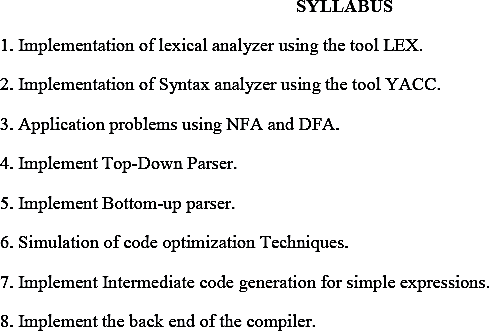 SYLLABUS
1. Implementation of lexical analyzer using the tool LEX.
2. Implementation of Syntax analyzer using the tool YACC.
3. Application problems using NFA and DFA.
4. Implement Top-Down Parser.
5. Implement Bottom-up parser.
6. Simulation of code optimization Techniques.
7. Implement Intermediate code generation for simple expressions.
8. Implement the back end of the compiler.